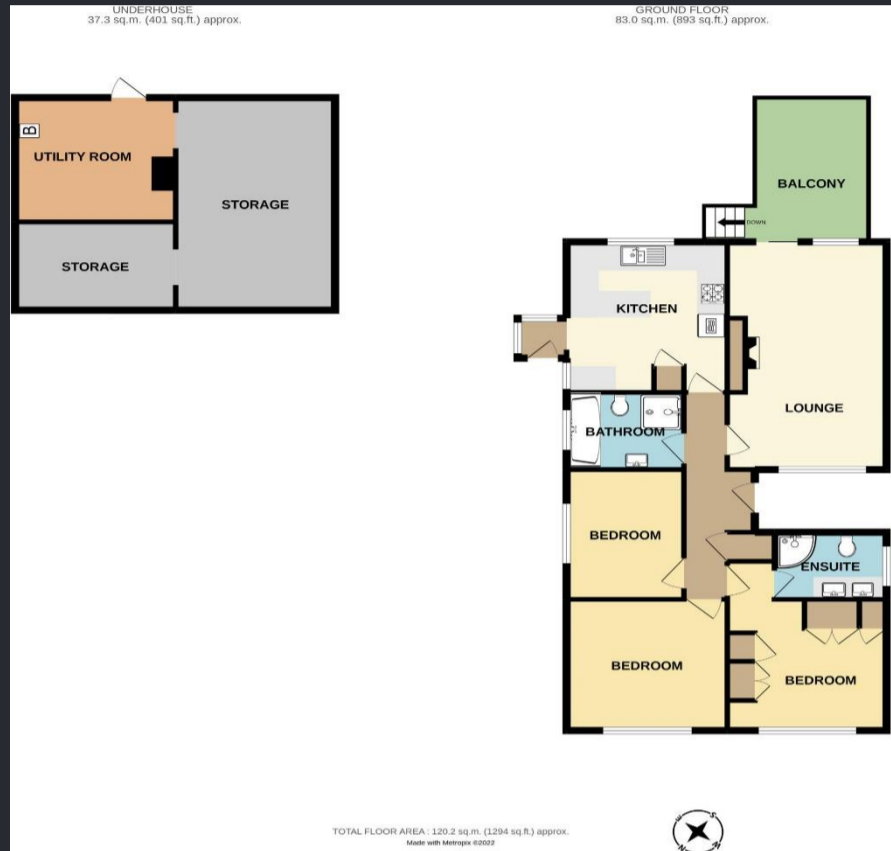 UNDERHOUSE
37.3 sq.m. (401 sq.ft.) approx.
GROUND FLOOR
83.0 sq.m. (893 sq.ft.) approx.
B
UTILITY ROOM
STORAGE
STORAGE
BALCONY
DOWN
KITCHEN
LOUNGE
BATHROOM
BEDROOM
ENSUITE
BEDROOM
BEDROOM
TOTAL FLOOR AREA : 120.2 sq.m. (1294 sq.ft.) approx.
Made with Metropix ©2022
S
E
W
N